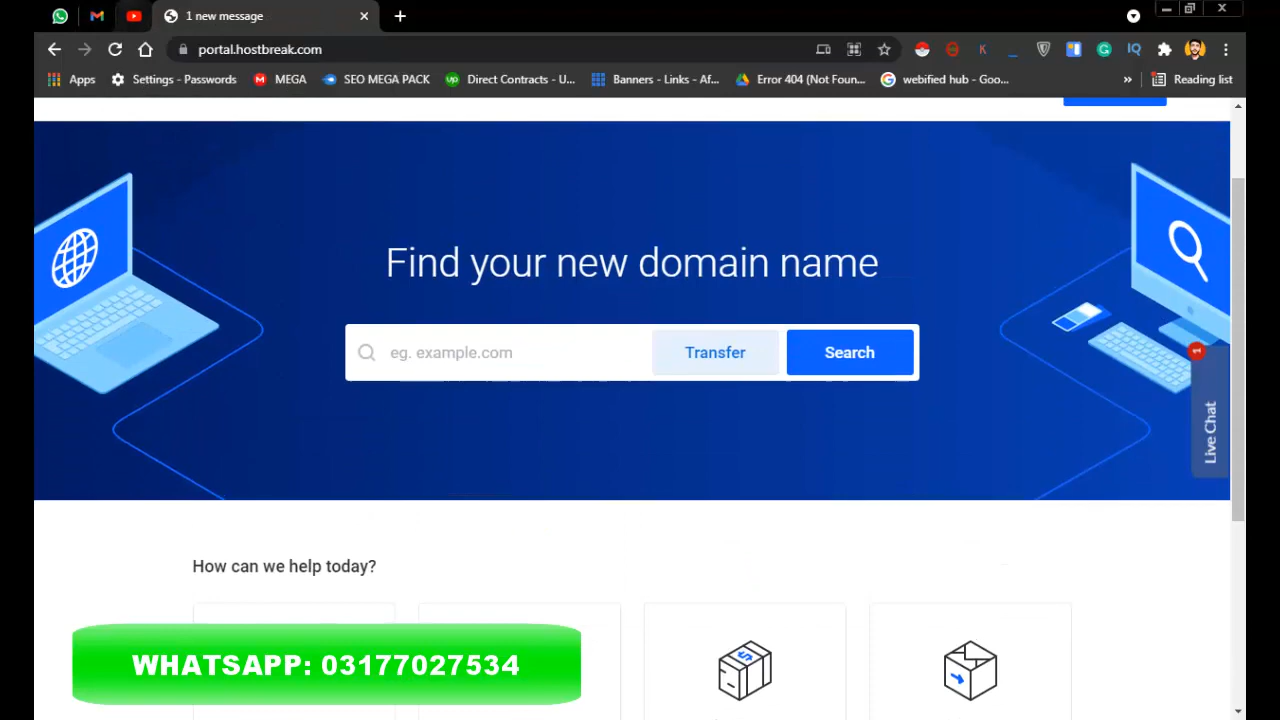 1 new message
portal.hostbreak.com
Apps
Settings - Passwords
MEGA
SEO MEGA PACK
Direct Contracts - U...
Banners - Links - Af...
Error 404 (Not Foun...
webified hub - Goo...
»
Reading list
Find your new domain name
eg. example.com
Transfer
Search
1
Live Chat
How can we help today?
WHATSAPP: 03177027534